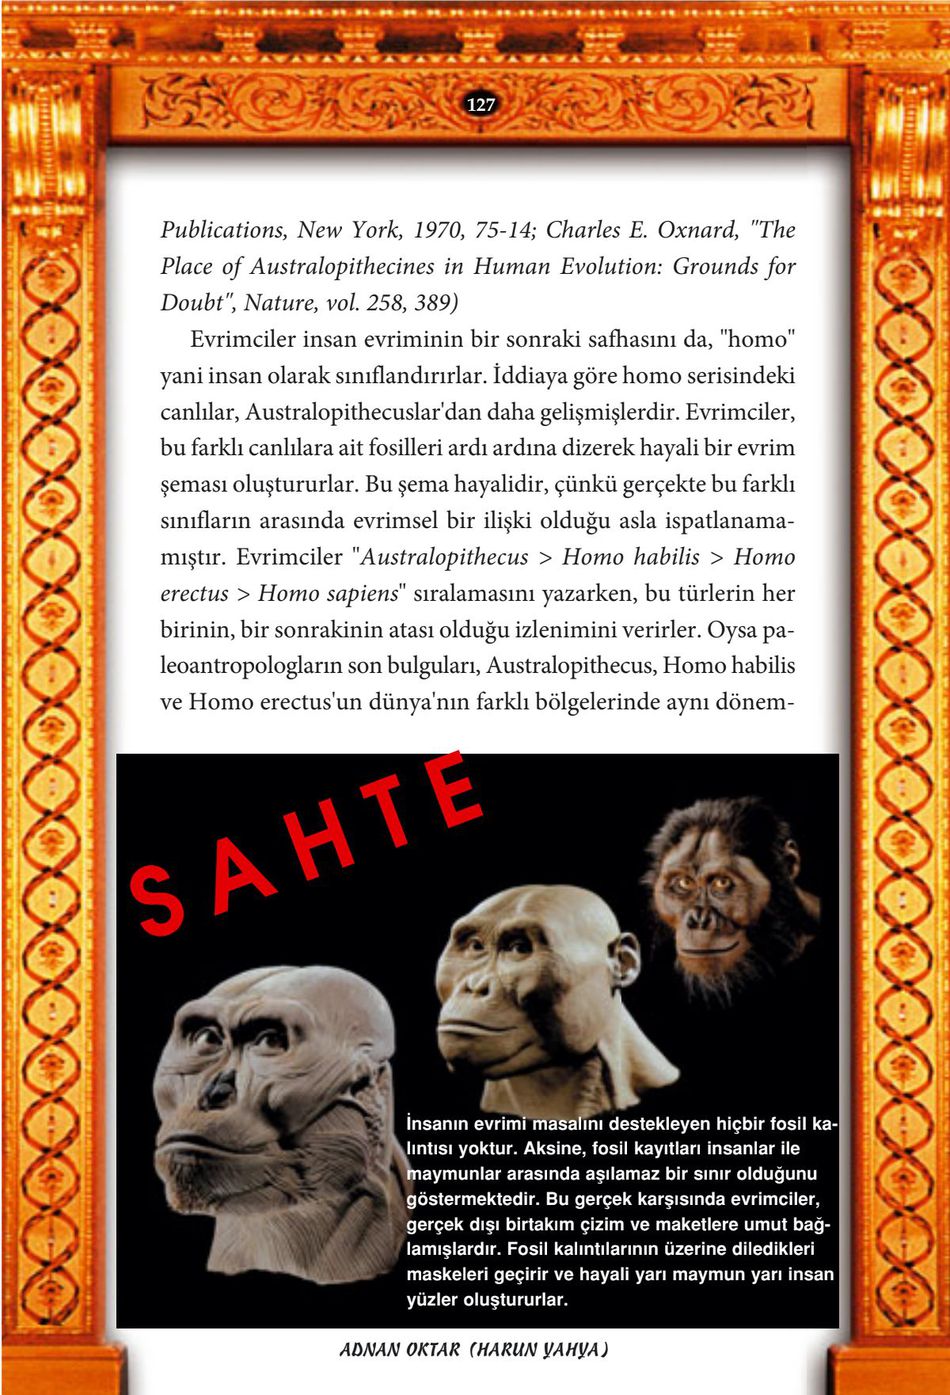 127
Publications, New York, 1970, 75-14; Charles E. Oxnard, "The
Place of Australopithecines in Human Evolution: Grounds for
Doubt", Nature, vol. 258, 389)
Evrimciler insan evriminin bir sonraki safhasını da, "homo"
yani insan olarak sınıflandırırlar. İddiaya göre homo serisindeki
canlılar, Australopithecuslar'dan daha gelişmişlerdir. Evrimciler,
bu farklı canlılara ait fosilleri ardı ardına dizerek hayali bir evrim
şeması oluştururlar. Bu şema hayalidir, çünkü gerçekte bu farklı
sınıfların arasında evrimsel bir ilişki olduğu asla ispatlanama-
mıştır. Evrimciler "Australopithecus > Homo habilis > Homo
erectus > Homo sapiens" sıralamasını yazarken, bu türlerin her
birinin, bir sonrakinin atası olduğu izlenimini verirler. Oysa pa-
leoantropologların son bulguları, Australopithecus, Homo habilis
ve Homo erectus'un dünya'nın farklı bölgelerinde aynı dönem-
SAHTE
İnsanın evrimi masalını destekleyen hiçbir fosil ka-
lıntısı yoktur. Aksine, fosil kayıtları insanlar ile
maymunlar arasında aşılamaz bir sınır olduğunu
göstermektedir. Bu gerçek karşısında evrimciler,
gerçek dışı birtakım çizim ve maketlere umut bağ-
lamışlardır. Fosil kalıntılarının üzerine diledikleri
maskeleri geçirir ve hayali yarı maymun yarı insan
yüzler oluştururlar.
ADNAN OKTAR (HARUN YAHYA)